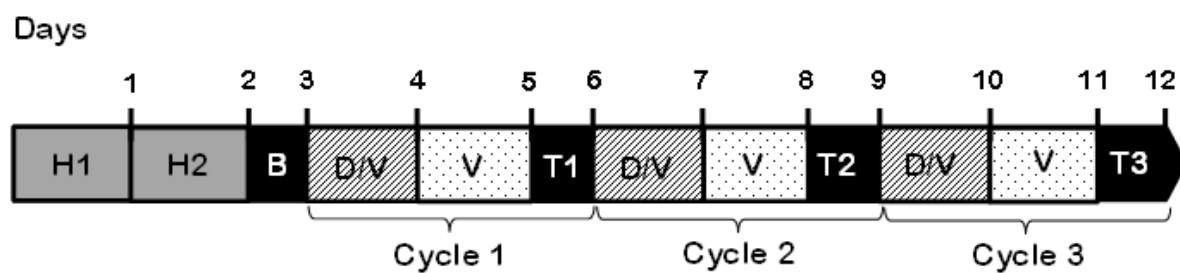 Days
1 2 3 4 5 6 7 8 9 10 11 12
H1 H2 B D/V V T1 D/V V T2 D/V V T3
Cycle 1 Cycle 2 Cycle 3